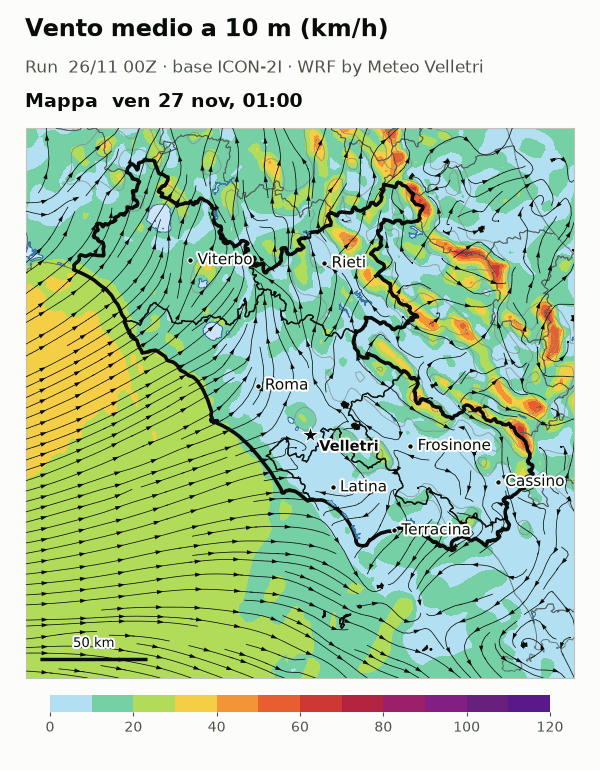 Vento medio a 10 m (km/h)
Run  26/11 00Z · base ICON-2I · WRF by Meteo Velletri
Mappa  ven 27 nov, 01:00
Viterbo
Rieti
Roma
Velletri
Frosinone
Latina
Cassino
Terracina
50 km
0 20 40 60 80 100 120